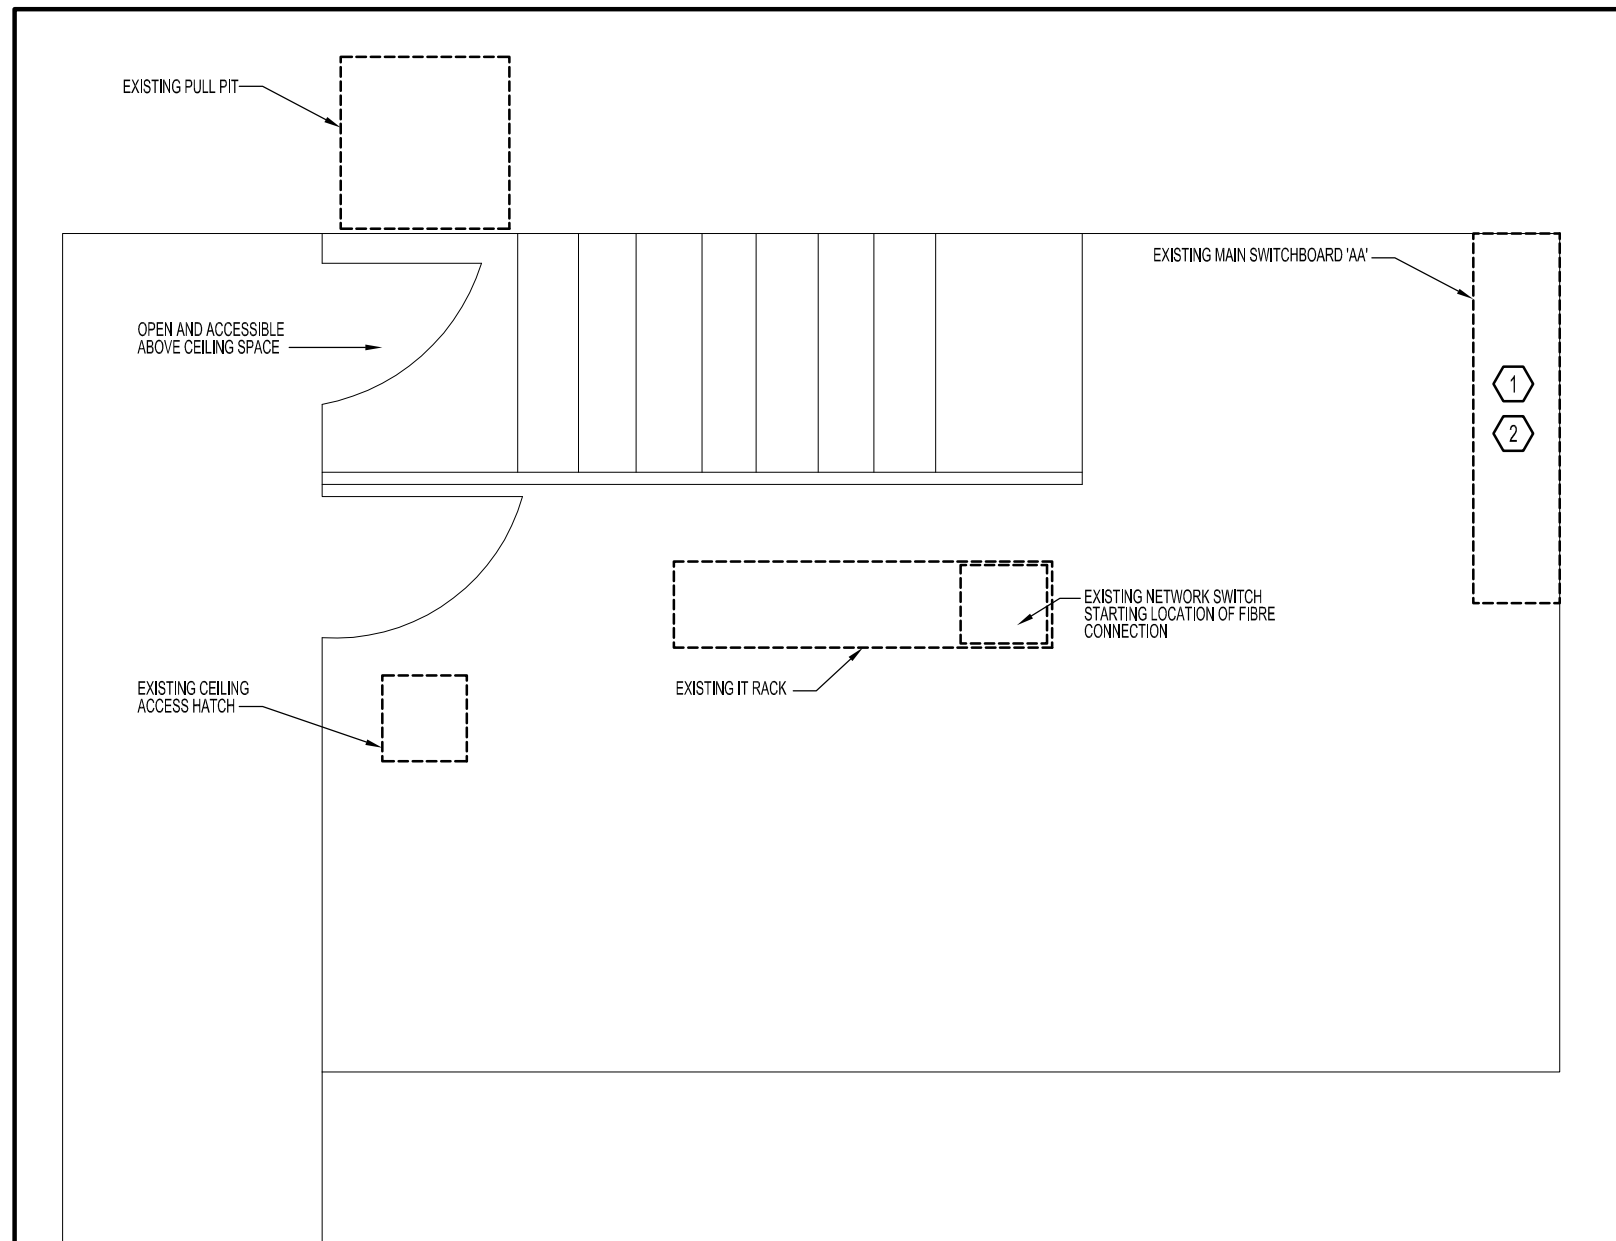 EXISTING PULL PIT
EXISTING MAIN SWITCHBOARD 'AA'
OPEN AND ACCESSIBLE
ABOVE CEILING SPACE
1
2
EXISTING NETWORK SWITCH
STARTING LOCATION OF FIBRE
CONNECTION
EXISTING CEILING
ACCESS HATCH
EXISTING IT RACK